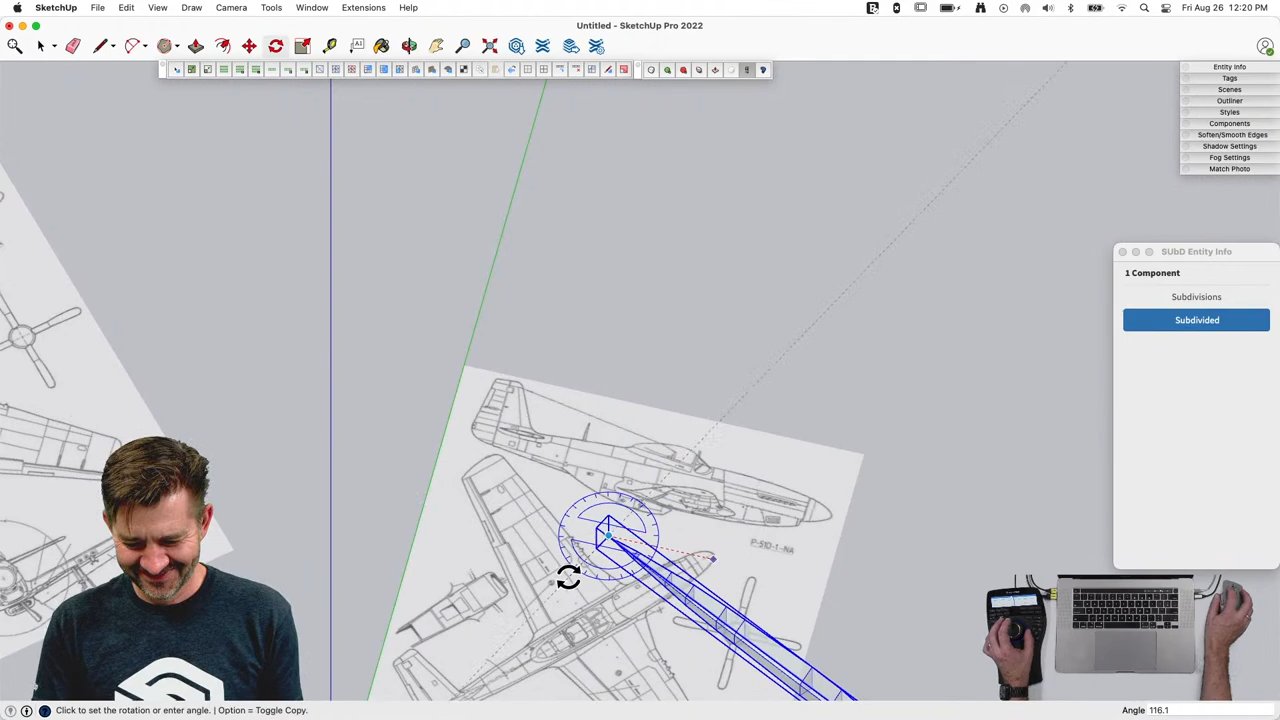 SketchUp File Edit View Draw Camera Tools Window Extensions Help
Fri Aug 26 12:20 PM
Untitled - SketchUp Pro 2022
Entity Info
Tags
Scenes
Outliner
Styles
Components
Soften/Smooth Edges
Shadow Settings
Fog Settings
Match Photo
SUbD Entity Info
1 Component
Subdivisions
Subdivided
P-51D-1-NA
Click to set the rotation or enter angle. | Option = Toggle Copy.
Angle 116.1